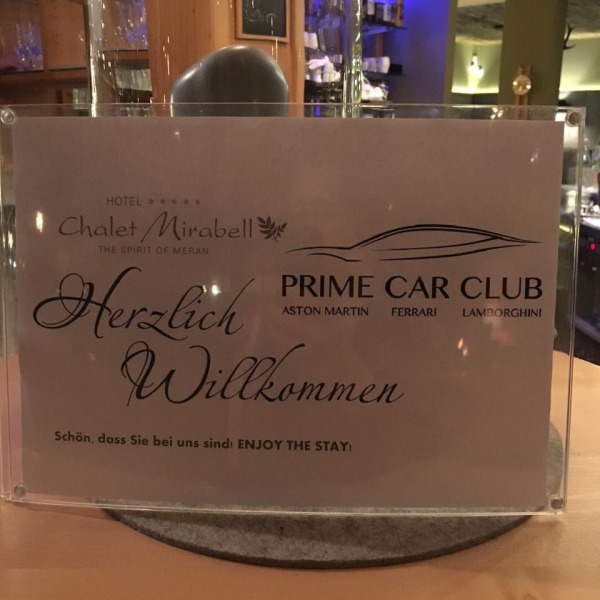 HOTEL *****
Chalet Mirabell
THE SPIRIT OF MERAN
PRIME CAR CLUB
ASTON MARTIN FERRARI LAMBORGHINI
Herzlich
Willkommen
Schön, dass Sie bei uns sind! ENJOY THE STAY!